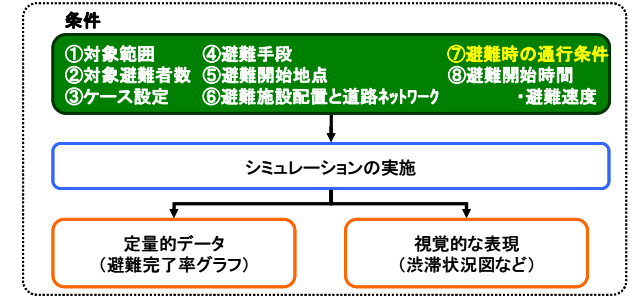 条件
①対象範囲
②対象避難者数
③ケース設定
④避難手段
⑤避難開始地点
⑥避難施設配置と道路ネットワーク
⑦避難時の通行条件
⑧避難開始時間
・避難速度
シミュレーションの実施
定量的データ
（避難完了率グラフ）
視覚的な表現
（渋滞状況図など）